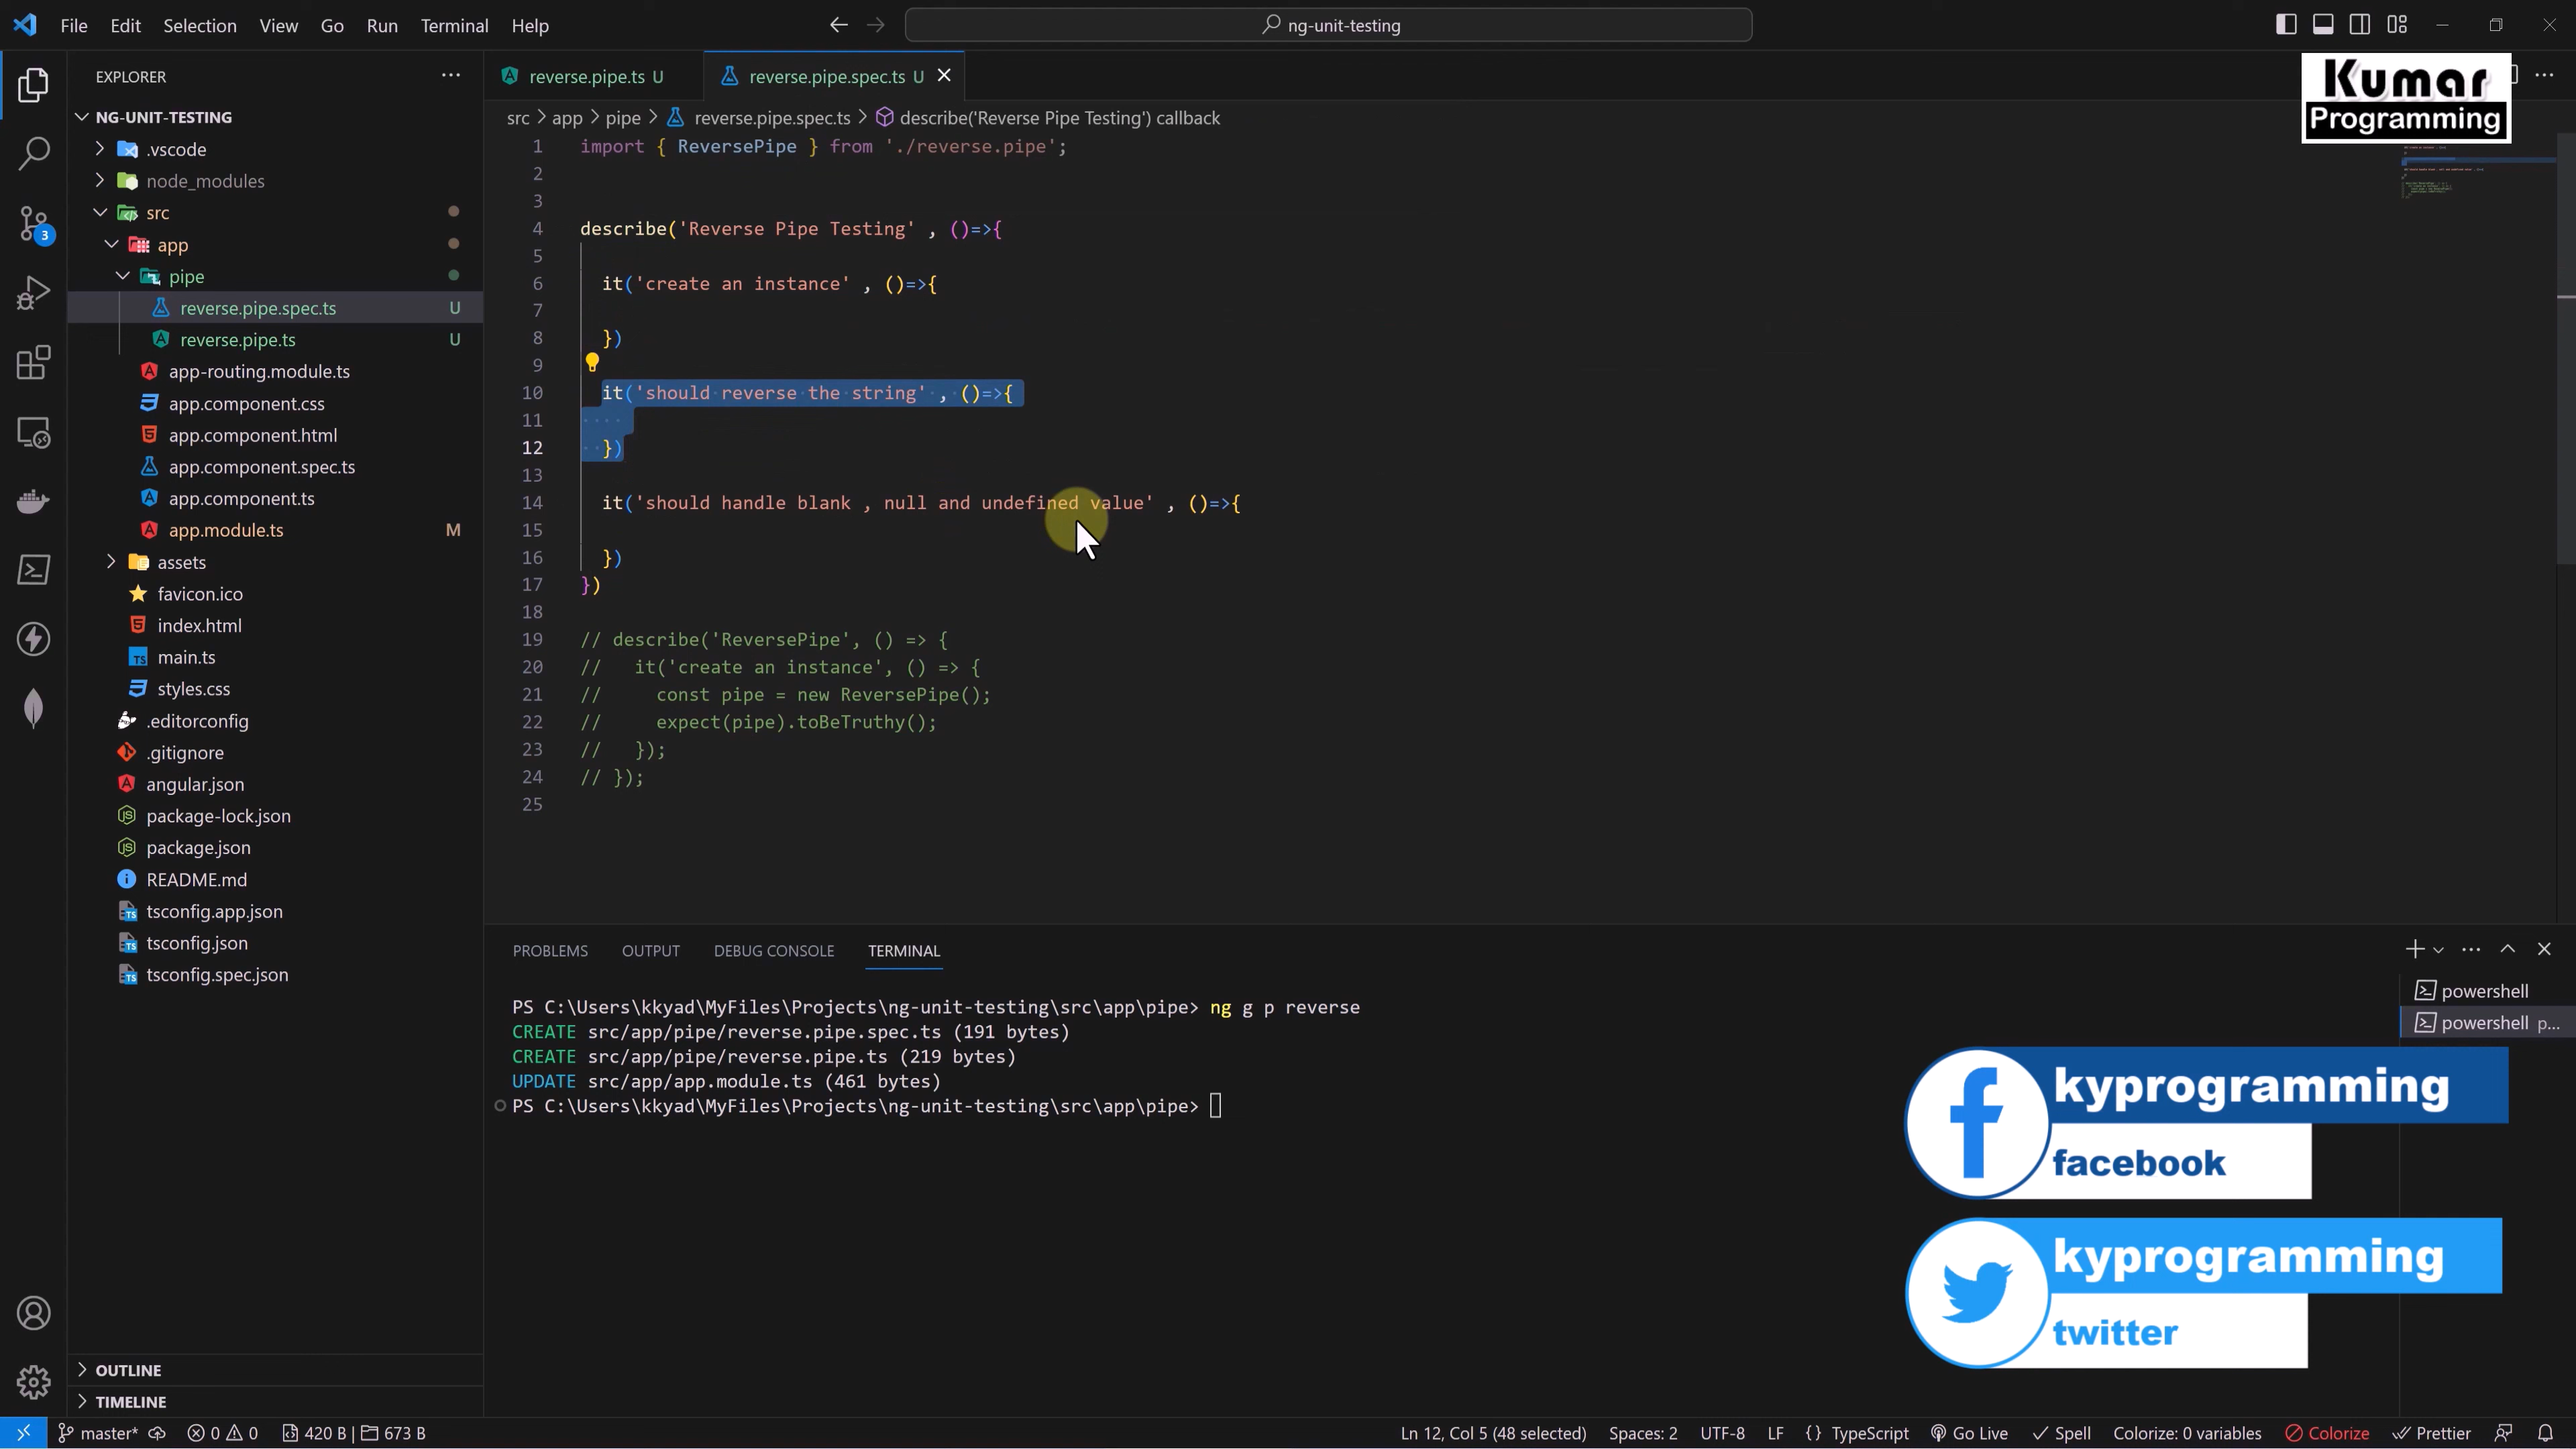 File Edit Selection View Go Run Terminal Help
ng-unit-testing
Kumar
Programming
EXPLORER
NG-UNIT-TESTING
.vscode
node_modules
src
app
pipe
reverse.pipe.spec.ts U
reverse.pipe.ts U
app-routing.module.ts
app.component.css
app.component.html
app.component.spec.ts
app.component.ts
app.module.ts M
assets
favicon.ico
index.html
main.ts
styles.css
.editorconfig
.gitignore
angular.json
package-lock.json
package.json
README.md
tsconfig.app.json
tsconfig.json
tsconfig.spec.json
OUTLINE
TIMELINE
3
reverse.pipe.ts U reverse.pipe.spec.ts U
src > app > pipe > reverse.pipe.spec.ts > describe('Reverse Pipe Testing') callback
1 import { ReversePipe } from './reverse.pipe';
2
3
4 describe('Reverse Pipe Testing' , ()=>{
5
6 it('create an instance' , ()=>{
7
8 })
9
10 it('should reverse the string' , ()=>{
11
12 })
13
14 it('should handle blank , null and undefined value' , ()=>{
15
16 })
17 })
18
19 // describe('ReversePipe', () => {
20 // it('create an instance', () => {
21 // const pipe = new ReversePipe();
22 // expect(pipe).toBeTruthy();
23 // });
24 // });
25
PROBLEMS OUTPUT DEBUG CONSOLE TERMINAL
PS C:\Users\kkyad\MyFiles\Projects\ng-unit-testing\src\app\pipe> ng g p reverse
CREATE src/app/pipe/reverse.pipe.spec.ts (191 bytes)
CREATE src/app/pipe/reverse.pipe.ts (219 bytes)
UPDATE src/app/app.module.ts (461 bytes)
PS C:\Users\kkyad\MyFiles\Projects\ng-unit-testing\src\app\pipe>
powershell
powershell p...
kyprogramming
facebook
kyprogramming
twitter
master* 0 0 420 B | 673 B Ln 12, Col 5 (48 selected) Spaces: 2 UTF-8 LF {} TypeScript Go Live Spell Colorize: 0 variables Colorize Prettier